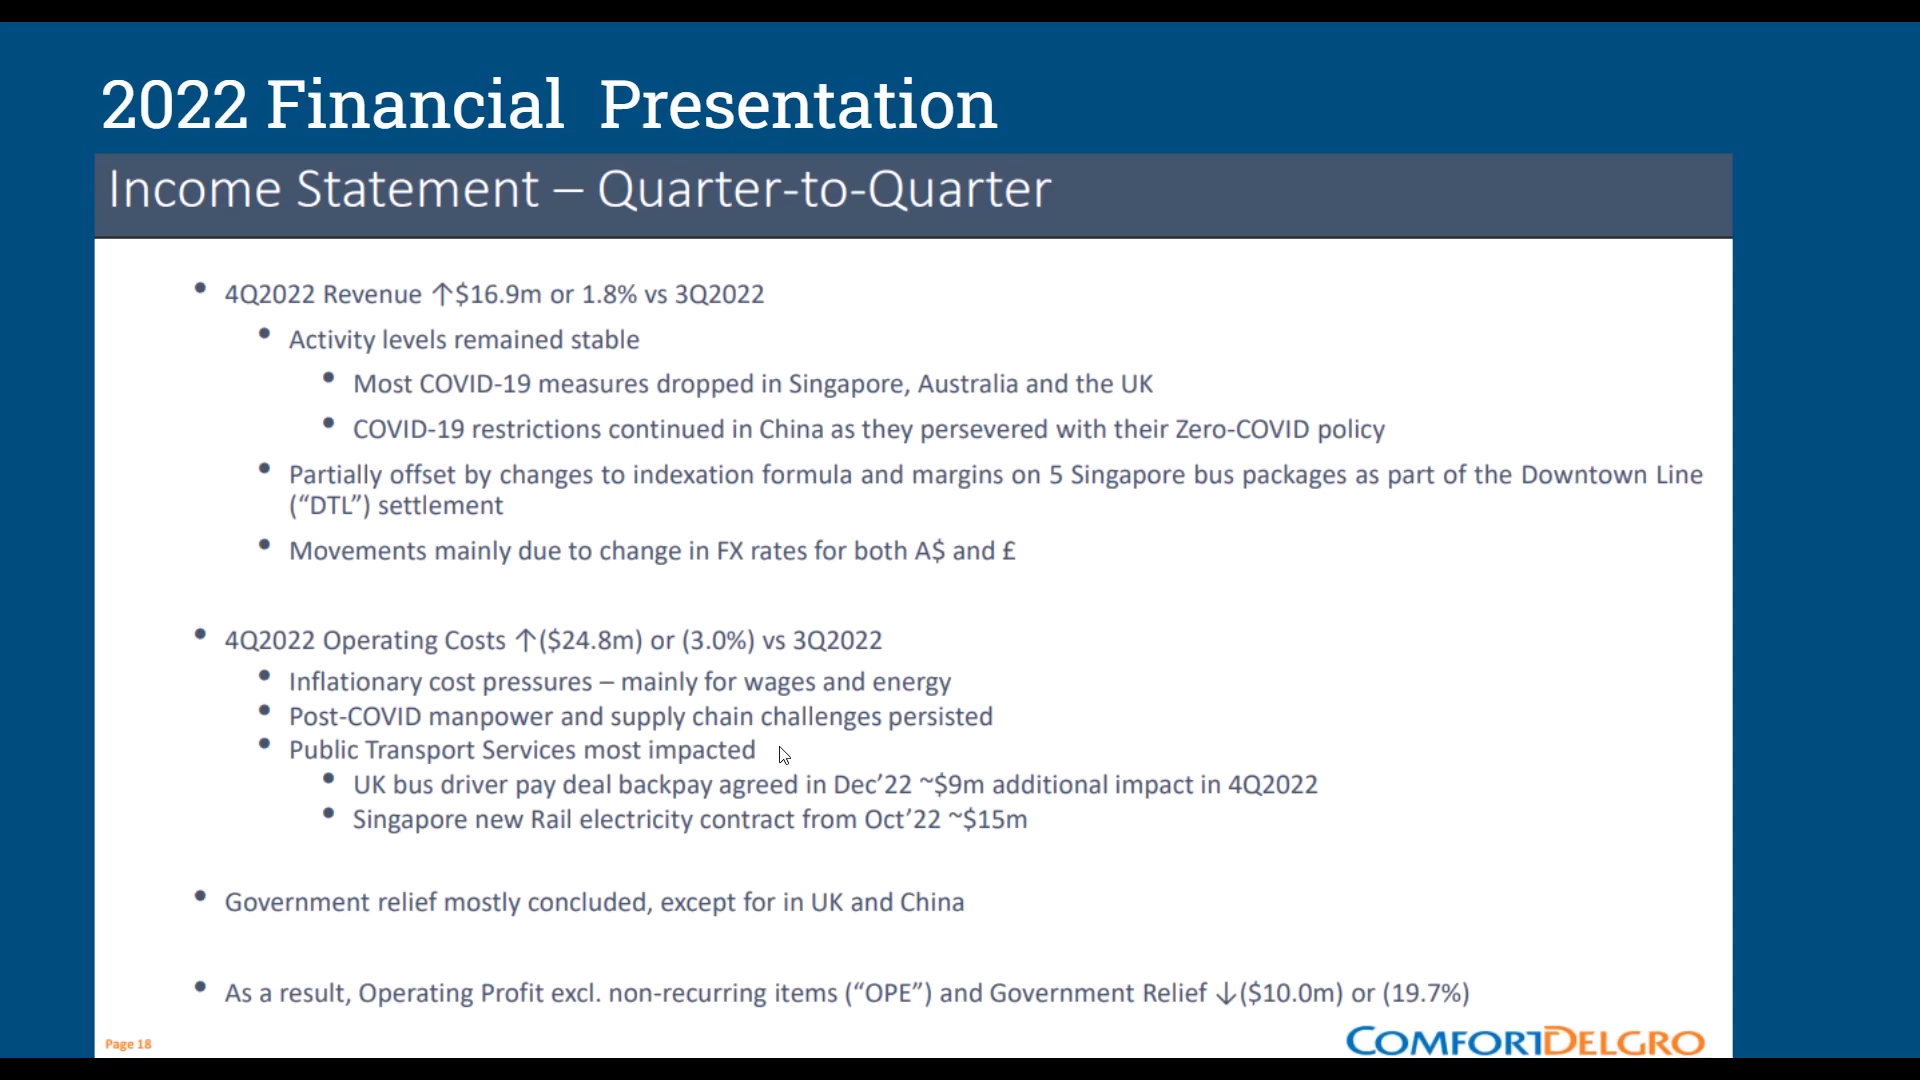 2022 Financial Presentation
Income Statement – Quarter-to-Quarter
• 4Q2022 Revenue ↑$16.9m or 1.8% vs 3Q2022
• Activity levels remained stable
• Most COVID-19 measures dropped in Singapore, Australia and the UK
• COVID-19 restrictions continued in China as they persevered with their Zero-COVID policy
• Partially offset by changes to indexation formula and margins on 5 Singapore bus packages as part of the Downtown Line
(“DTL”) settlement
• Movements mainly due to change in FX rates for both A$ and £
• 4Q2022 Operating Costs ↑($24.8m) or (3.0%) vs 3Q2022
• Inflationary cost pressures – mainly for wages and energy
• Post-COVID manpower and supply chain challenges persisted
• Public Transport Services most impacted
• UK bus driver pay deal backpay agreed in Dec’22 ~$9m additional impact in 4Q2022
• Singapore new Rail electricity contract from Oct’22 ~$15m
• Government relief mostly concluded, except for in UK and China
• As a result, Operating Profit excl. non-recurring items (“OPE”) and Government Relief ↓($10.0m) or (19.7%)
Page 18
COMFORTDELGRO